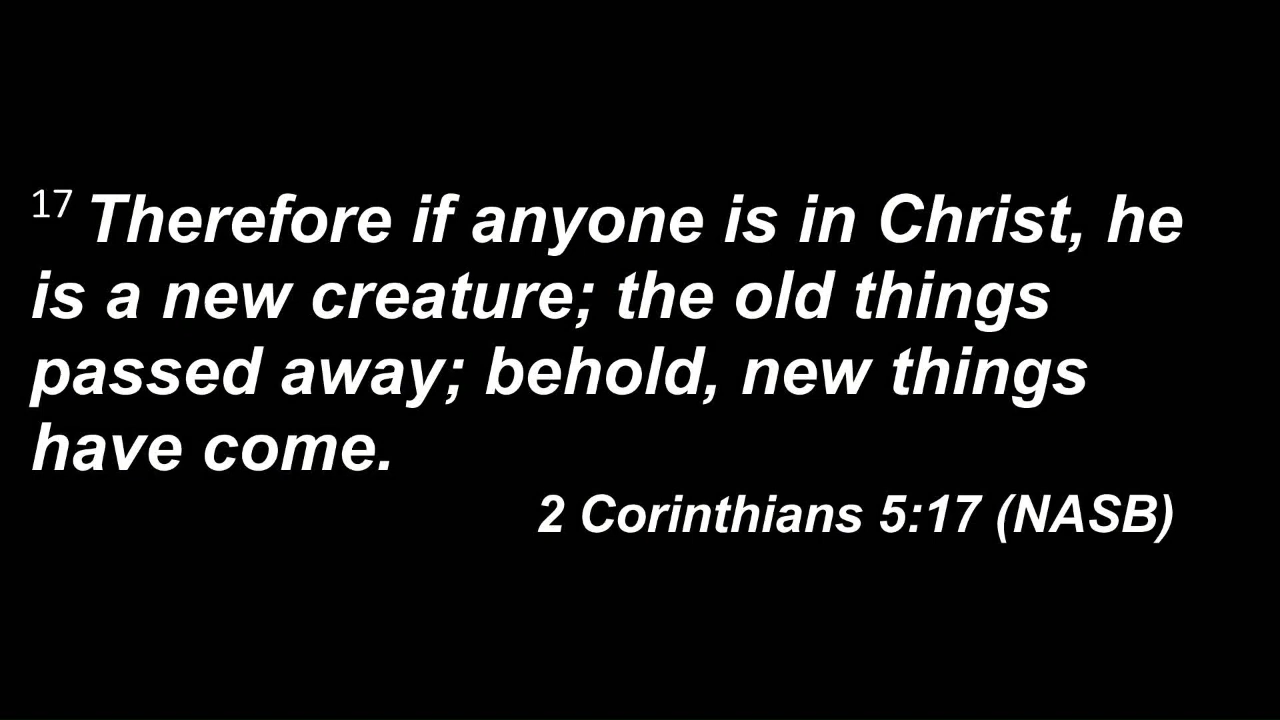 17 Therefore if anyone is in Christ, he
is a new creature; the old things
passed away; behold, new things
have come.
2 Corinthians 5:17 (NASB)